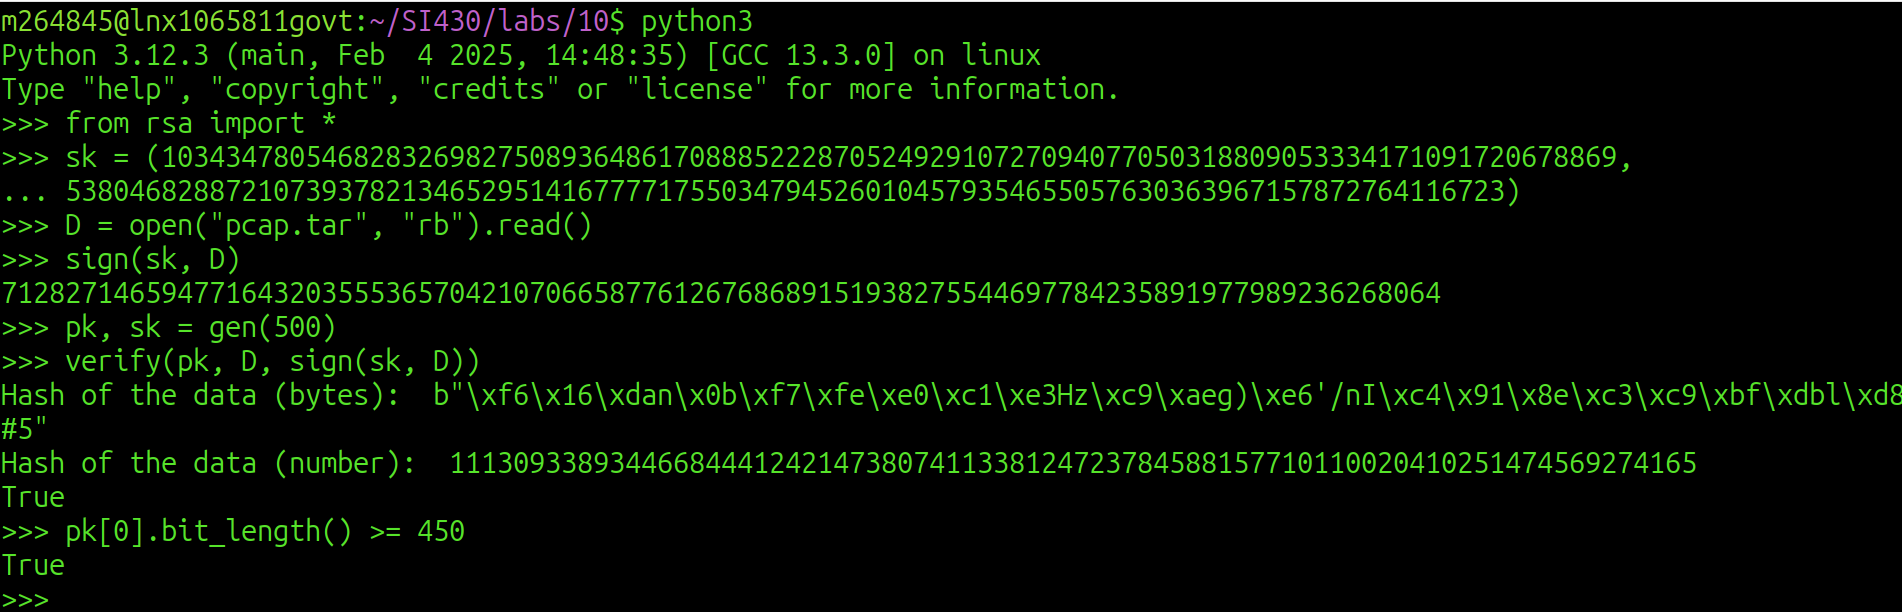 m264845@lnx1065811govt:~/SI430/labs/10$ python3
Python 3.12.3 (main, Feb  4 2025, 14:48:35) [GCC 13.3.0] on linux
Type "help", "copyright", "credits" or "license" for more information.
>>> from rsa import *
>>> sk = (1034347805468283269827508936486170888522287052492910727094077050318809053334171091720678869,
... 538046828872107393782134652951416777717550347945260104579354655057630363967157872764116723)
>>> D = open("pcap.tar", "rb").read()
>>> sign(sk, D)
712827146594771643203555365704210706658776126768689151938275544697784235891977989236268064
>>> pk, sk = gen(500)
>>> verify(pk, D, sign(sk, D))
Hash of the data (bytes):  b"\xf6\x16\xdan\x0b\xf7\xfe\xe0\xc1\xe3Hz\xc9\xaeg)\xe6'/nI\xc4\x91\x8e\xc3\xc9\xbf\xdbl\xd8
#5"
Hash of the data (number):  111309338934466844412421473807411338124723784588157710110020410251474569274165
True
>>> pk[0].bit_length() >= 450
True
>>>